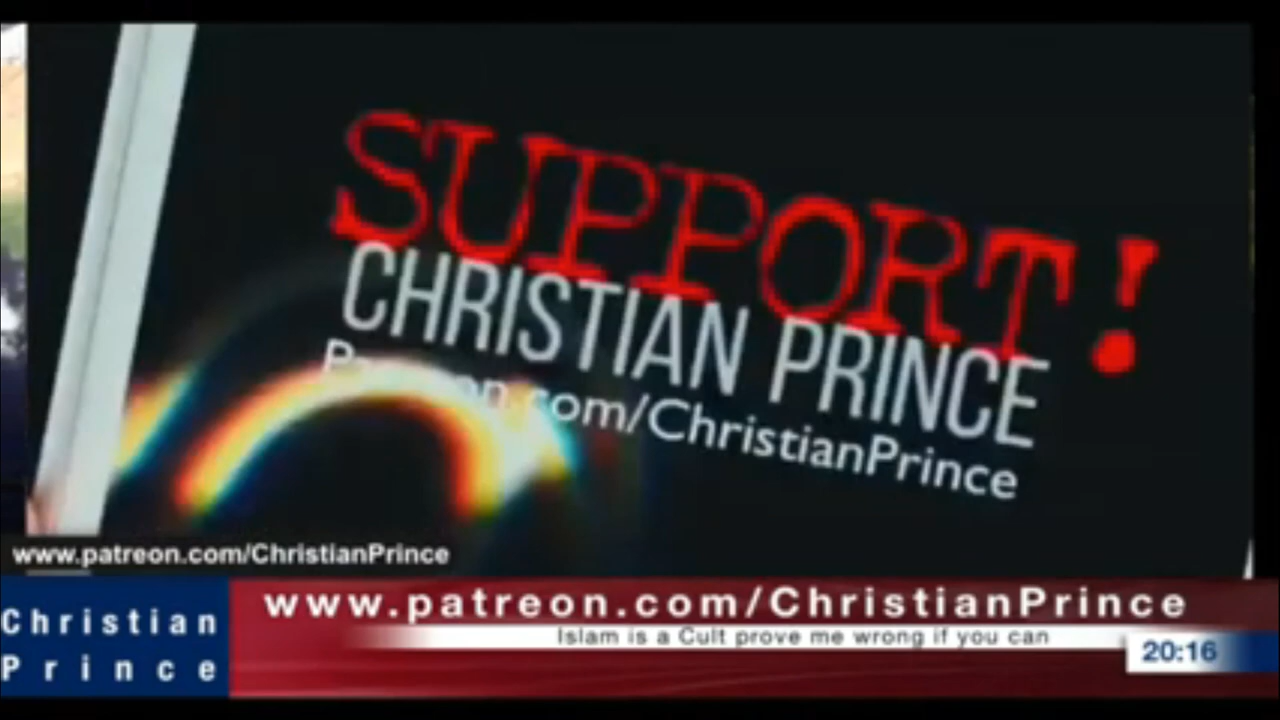 SUPPORT!
CHRISTIAN PRINCE
Patreon.com/ChristianPrince
www.patreon.com/ChristianPrince
Christian
Prince
www.patreon.com/ChristianPrince
Islam is a Cult prove me wrong if you can
20:16